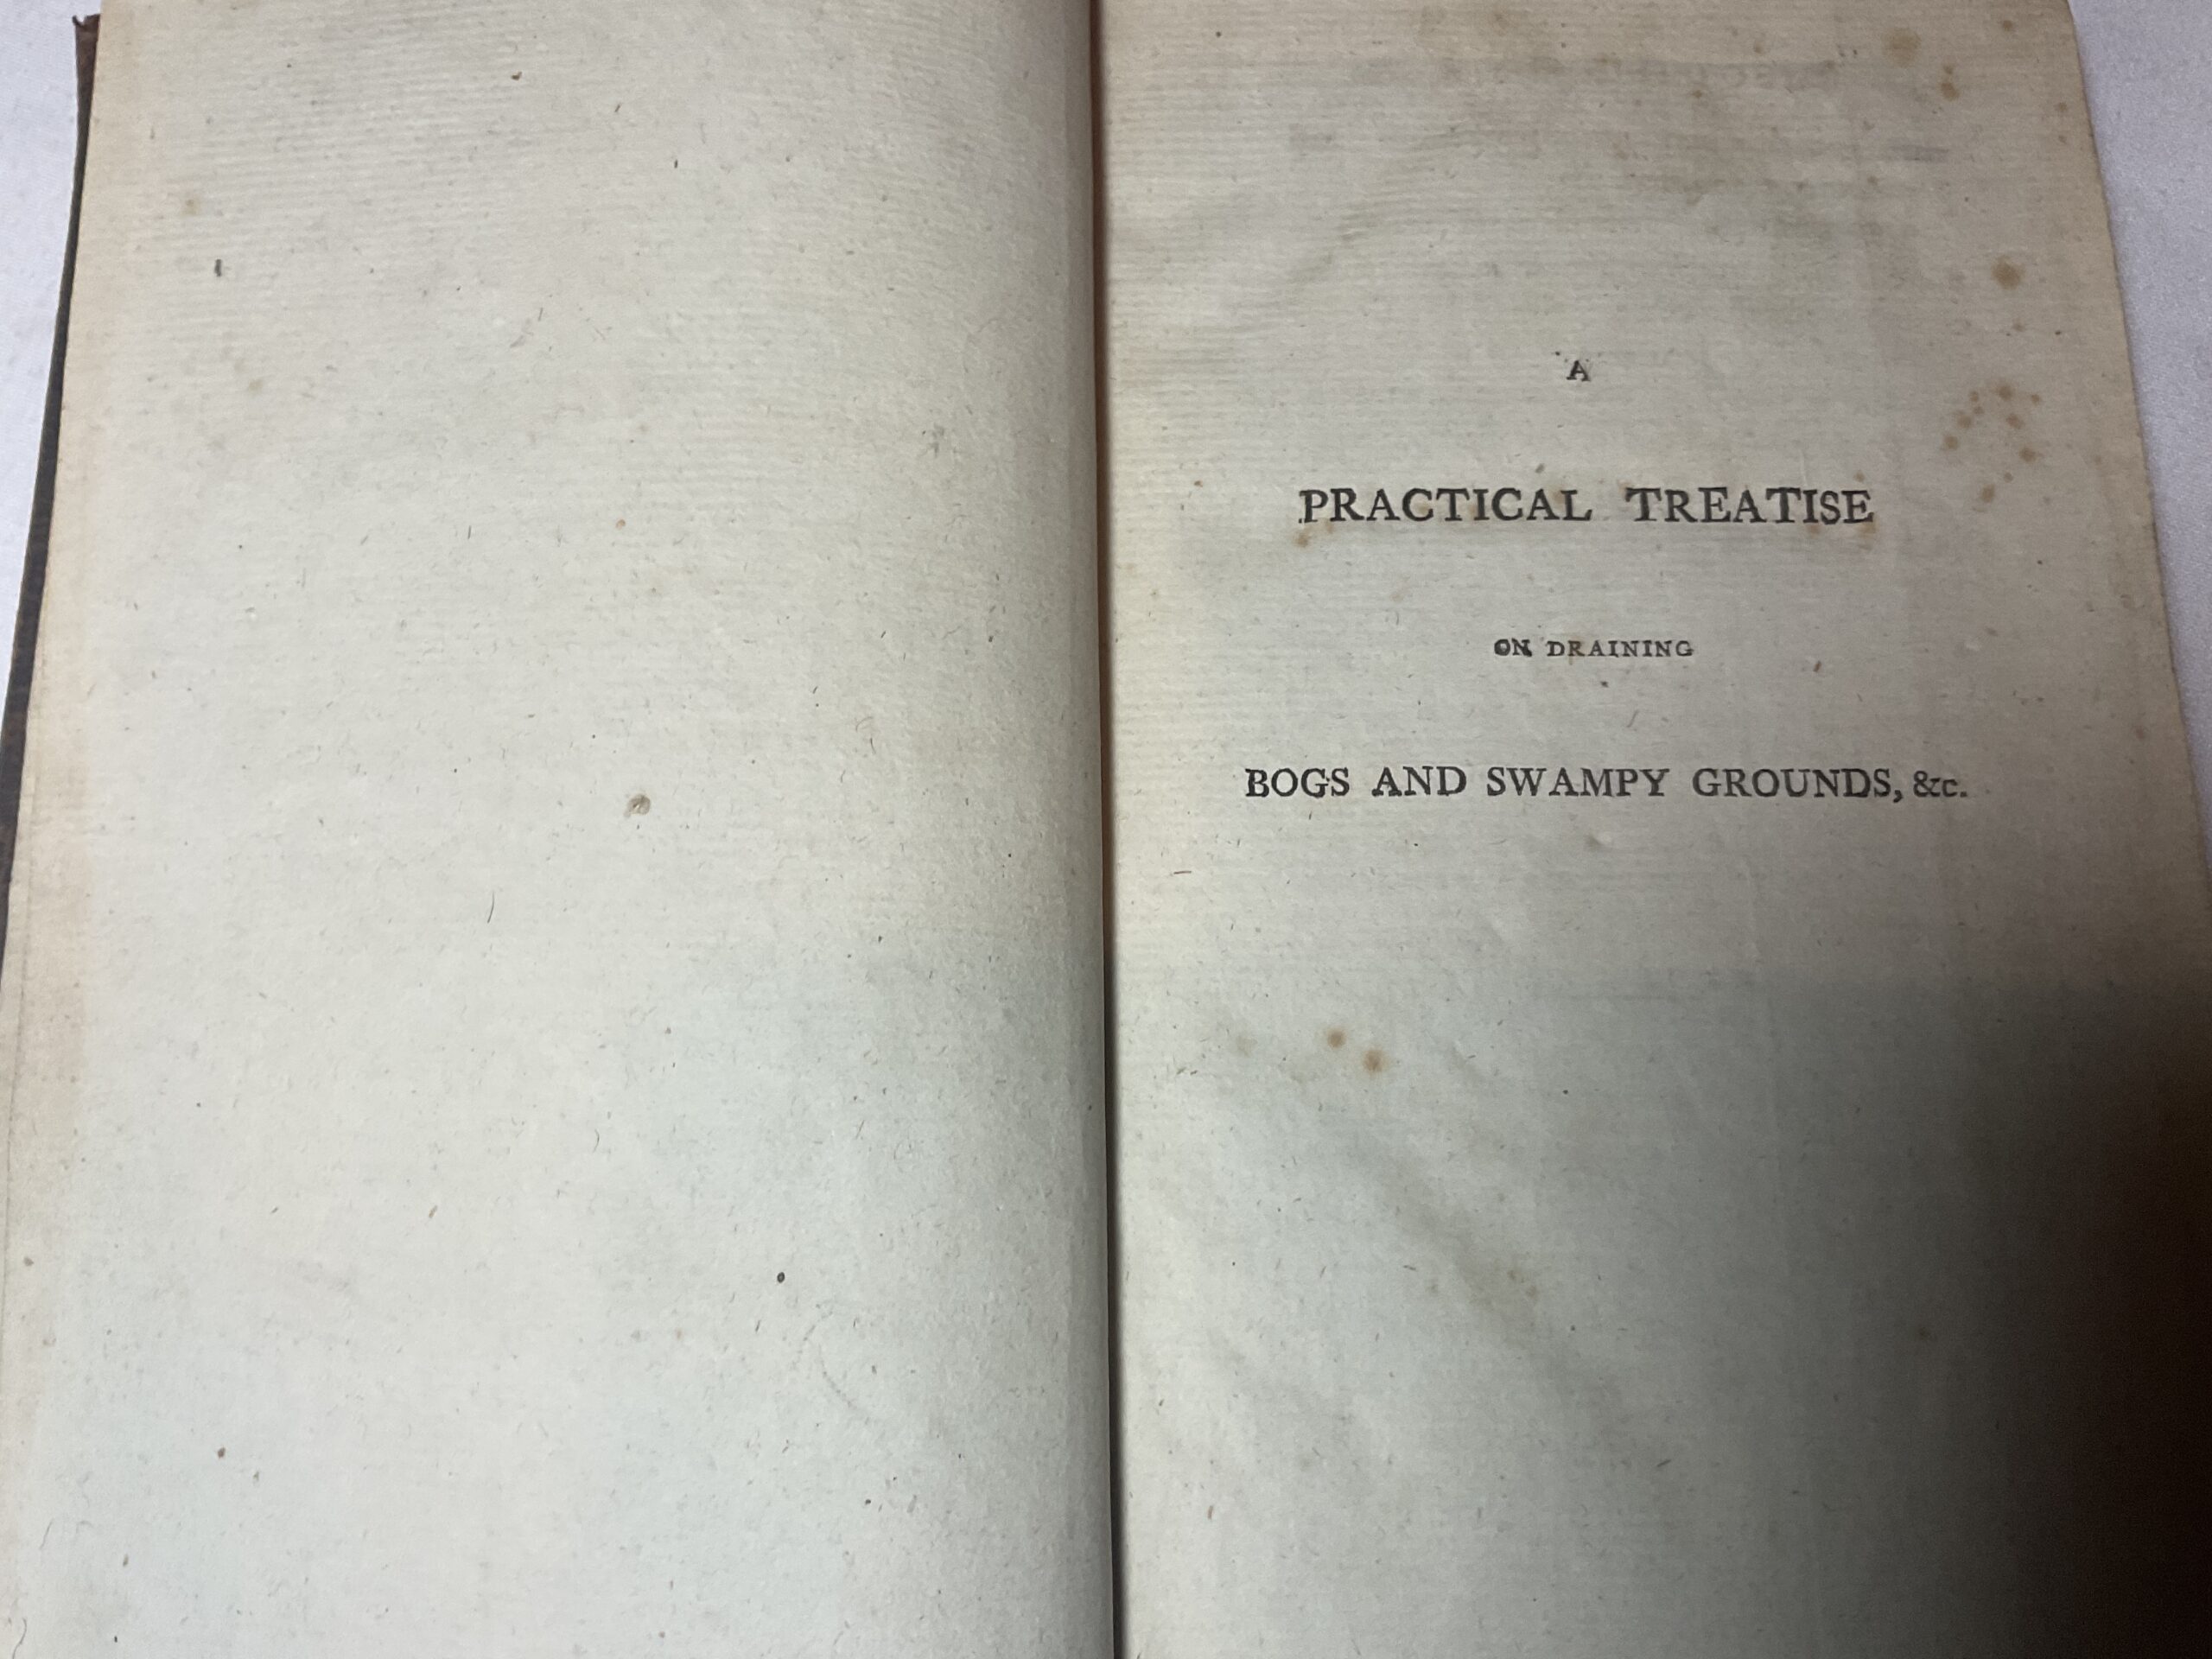 A
PRACTICAL TREATISE
ON DRAINING
BOGS AND SWAMPY GROUNDS, &c.